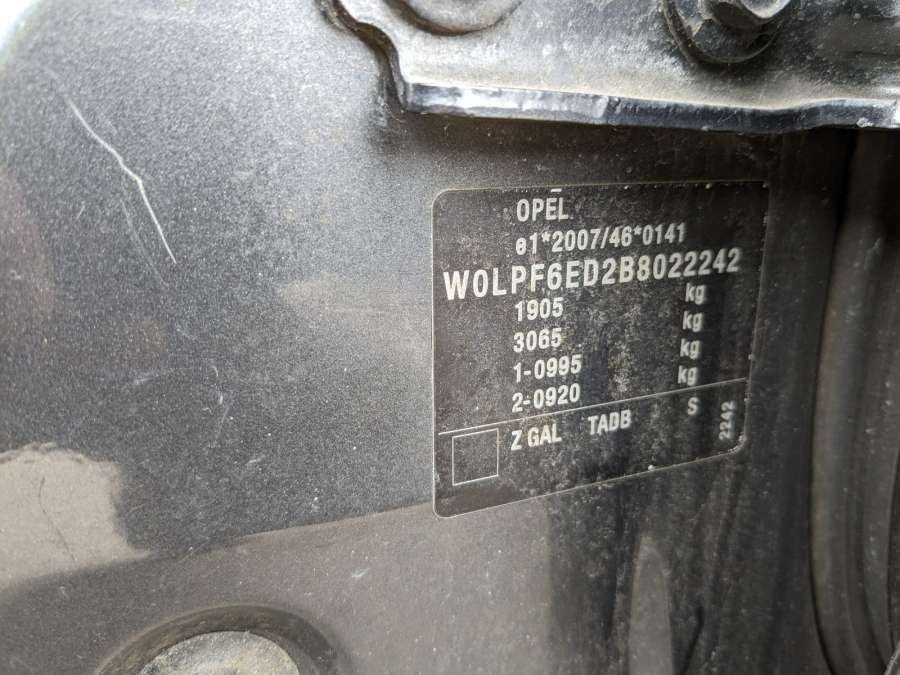 OPEL
e1*2007/46*0141
W0LPF6ED2B8022242
1905 kg
3065 kg
1-0995 kg
2-0920 kg
Z GAL TADB S
2242